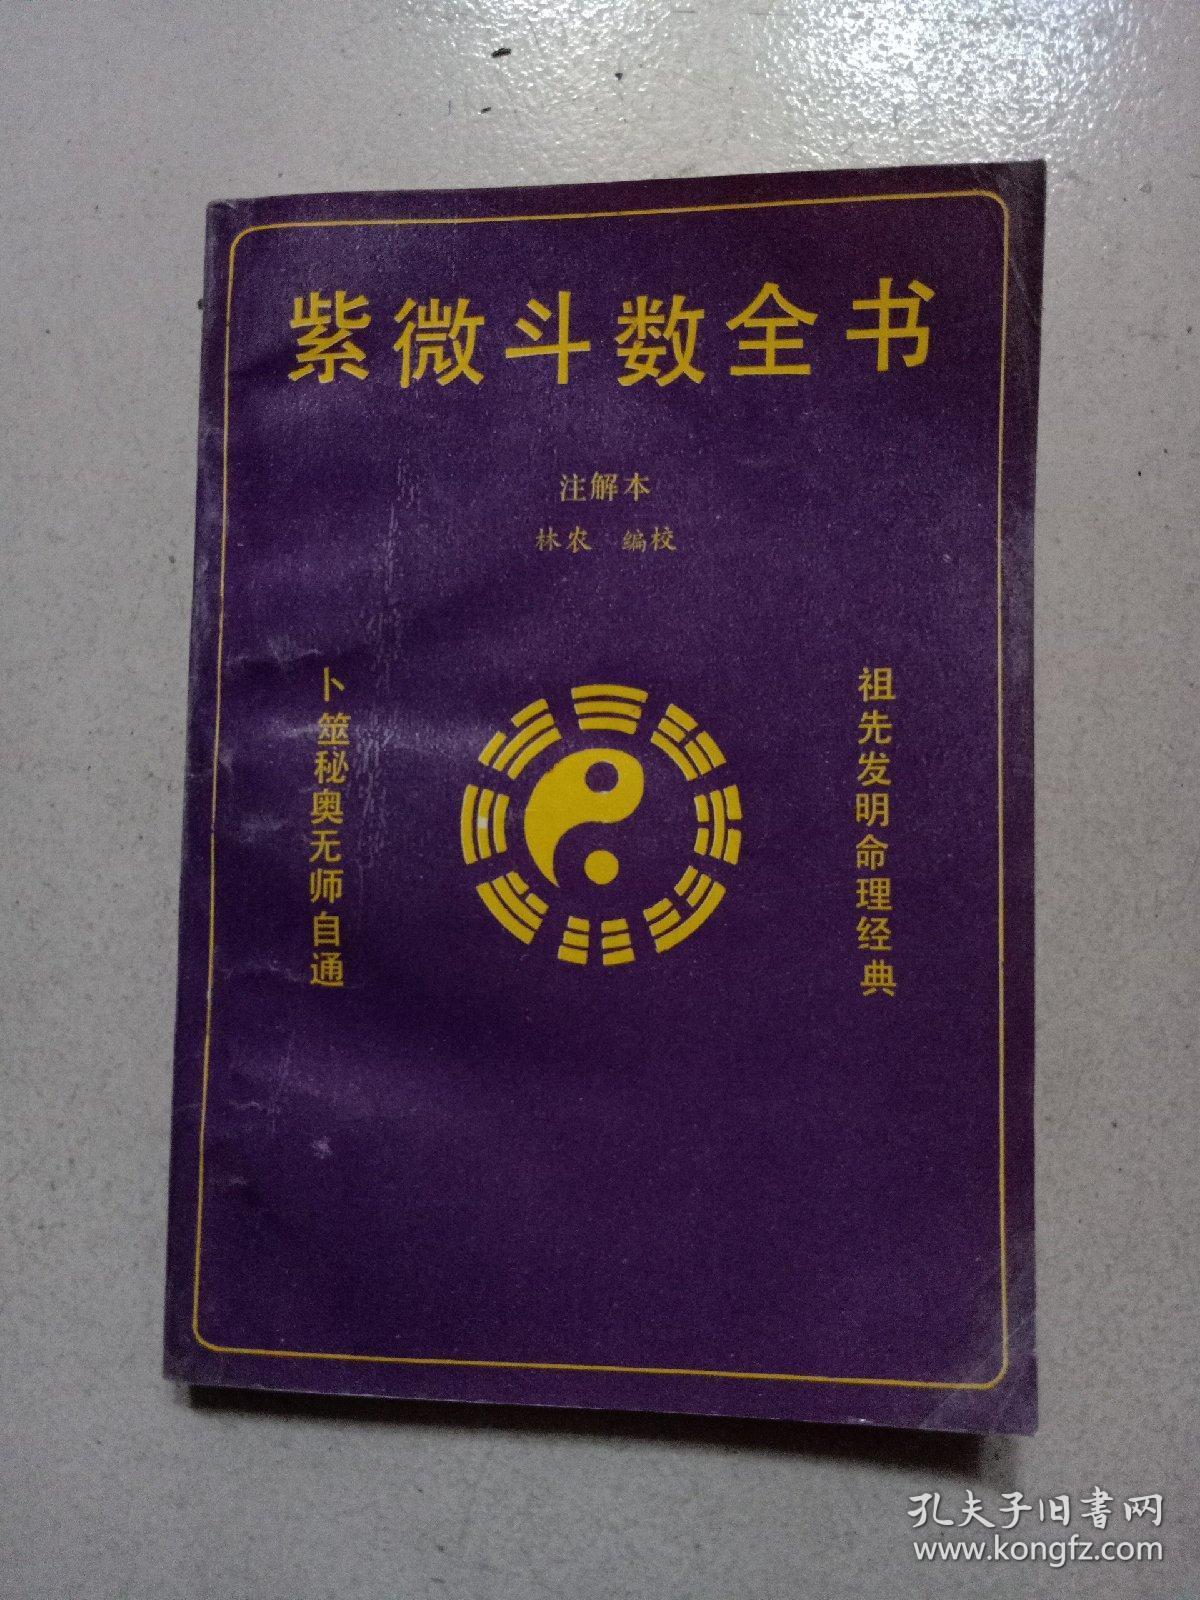 紫微斗数全书
注解本
林农 编校
祖先发明命理经典
卜筮秘奥无师自通
孔夫子旧書网
www.kongfz.com